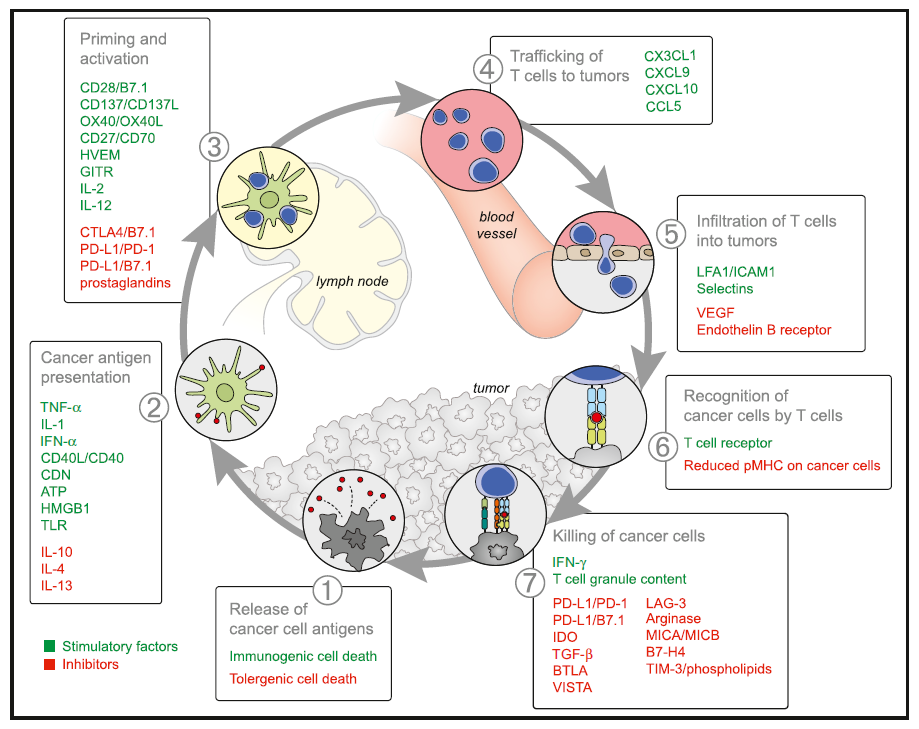 Priming and
activation
CD28/B7.1
CD137/CD137L
OX40/OX40L
CD27/CD70
HVEM
GITR
IL-2
IL-12
CTLA4/B7.1
PD-L1/PD-1
PD-L1/B7.1
prostaglandins
3
4
Trafficking of
T cells to tumors
CX3CL1
CXCL9
CXCL10
CCL5
blood
vessel
lymph node
5
Infiltration of T cells
into tumors
LFA1/ICAM1
Selectins
VEGF
Endothelin B receptor
Cancer antigen
presentation
2
TNF-α
IL-1
IFN-α
CD40L/CD40
CDN
ATP
HMGB1
TLR
IL-10
IL-4
IL-13
tumor
6
Recognition of
cancer cells by T cells
T cell receptor
Reduced pMHC on cancer cells
7
Killing of cancer cells
IFN-γ
T cell granule content
PD-L1/PD-1
PD-L1/B7.1
IDO
TGF-β
BTLA
VISTA
LAG-3
Arginase
MICA/MICB
B7-H4
TIM-3/phospholipids
1
Release of
cancer cell antigens
Immunogenic cell death
Tolergenic cell death
Stimulatory factors
Inhibitors